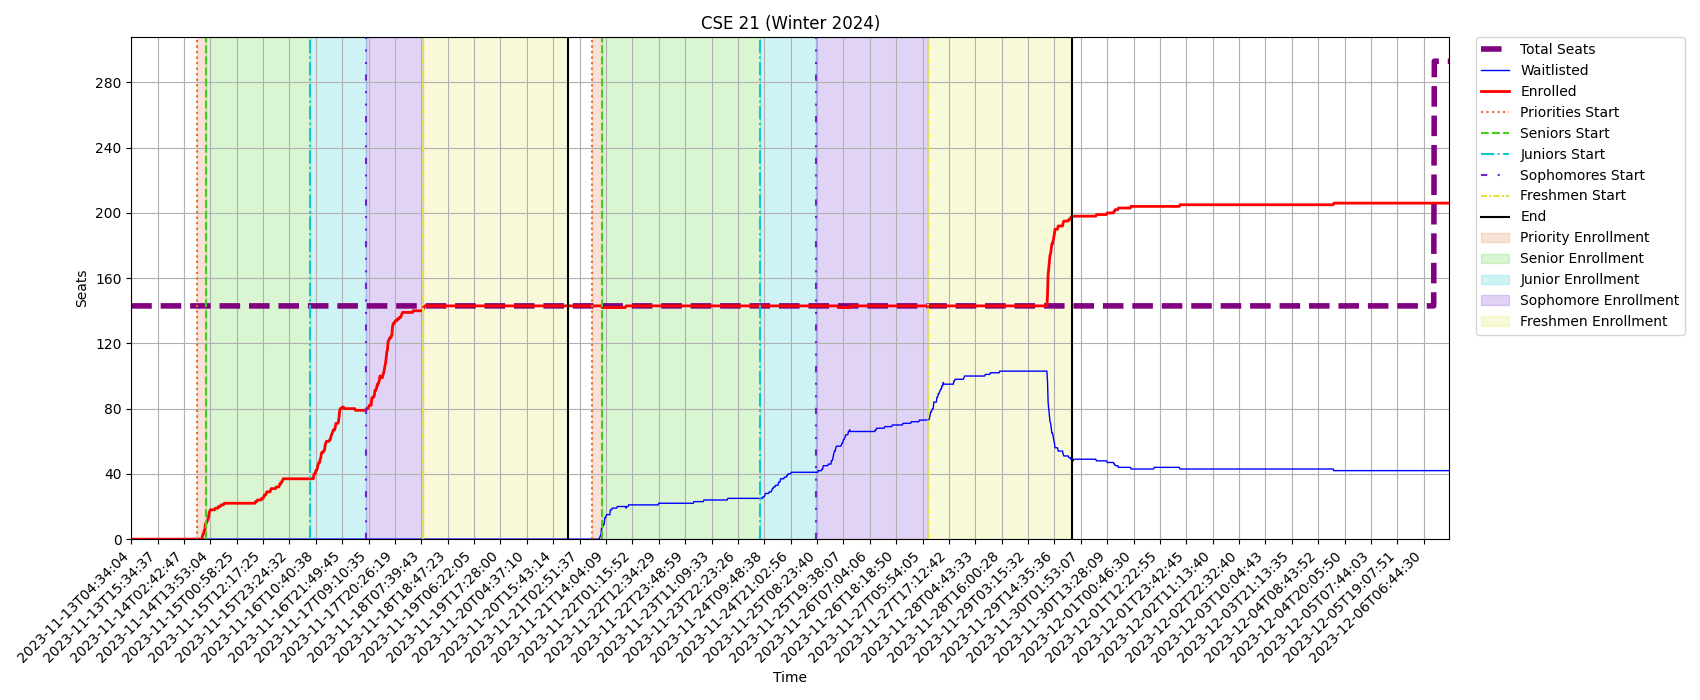 CSE 21 (Winter 2024)
Seats
280
240
200
160
120
80
40
0
2023-11-13T04:34:04
2023-11-13T15:34:37
2023-11-14T02:42:47
2023-11-14T13:53:04
2023-11-15T00:58:25
2023-11-15T12:17:23
2023-11-15T23:24:32
2023-11-16T10:40:38
2023-11-16T21:49:45
2023-11-17T09:10:35
2023-11-17T20:26:19
2023-11-18T07:39:43
2023-11-18T18:47:23
2023-11-19T06:22:05
2023-11-19T17:28:00
2023-11-20T04:37:10
2023-11-20T15:43:14
2023-11-21T02:51:37
2023-11-21T14:04:09
2023-11-22T01:15:52
2023-11-22T12:34:29
2023-11-22T23:48:59
2023-11-23T11:09:33
2023-11-23T22:23:26
2023-11-24T09:48:38
2023-11-24T21:02:56
2023-11-25T08:23:40
2023-11-25T19:38:07
2023-11-26T07:04:06
2023-11-26T18:18:50
2023-11-27T05:54:05
2023-11-27T17:12:42
2023-11-28T04:43:33
2023-11-28T16:00:28
2023-11-29T03:15:32
2023-11-29T14:35:36
2023-11-30T01:53:07
2023-11-30T13:28:09
2023-12-01T00:46:30
2023-12-01T12:22:55
2023-12-01T23:42:45
2023-12-02T11:13:40
2023-12-02T22:32:40
2023-12-03T10:04:43
2023-12-03T21:13:35
2023-12-04T08:43:52
2023-12-04T20:05:50
2023-12-05T07:44:03
2023-12-05T19:07:51
2023-12-06T06:44:30
Time
Total Seats
Waitlisted
Enrolled
Priorities Start
Seniors Start
Juniors Start
Sophomores Start
Freshmen Start
End
Priority Enrollment
Senior Enrollment
Junior Enrollment
Sophomore Enrollment
Freshmen Enrollment